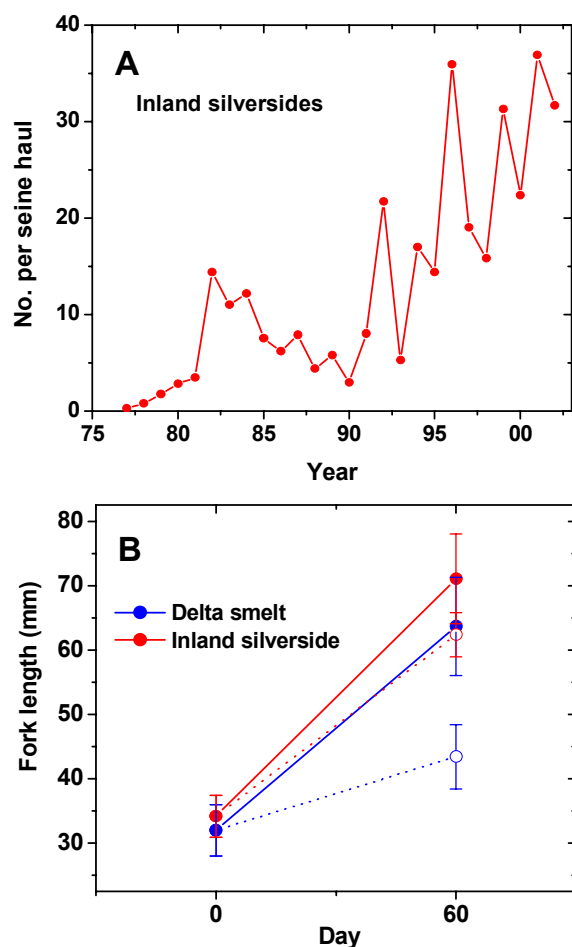 40
A
Inland silversides
30
20
10
0
No. per seine haul
75 80 85 90 95 00
Year
80
B
70
Delta smelt
Inland silverside
60
50
40
30
Fork length (mm)
0 60
Day